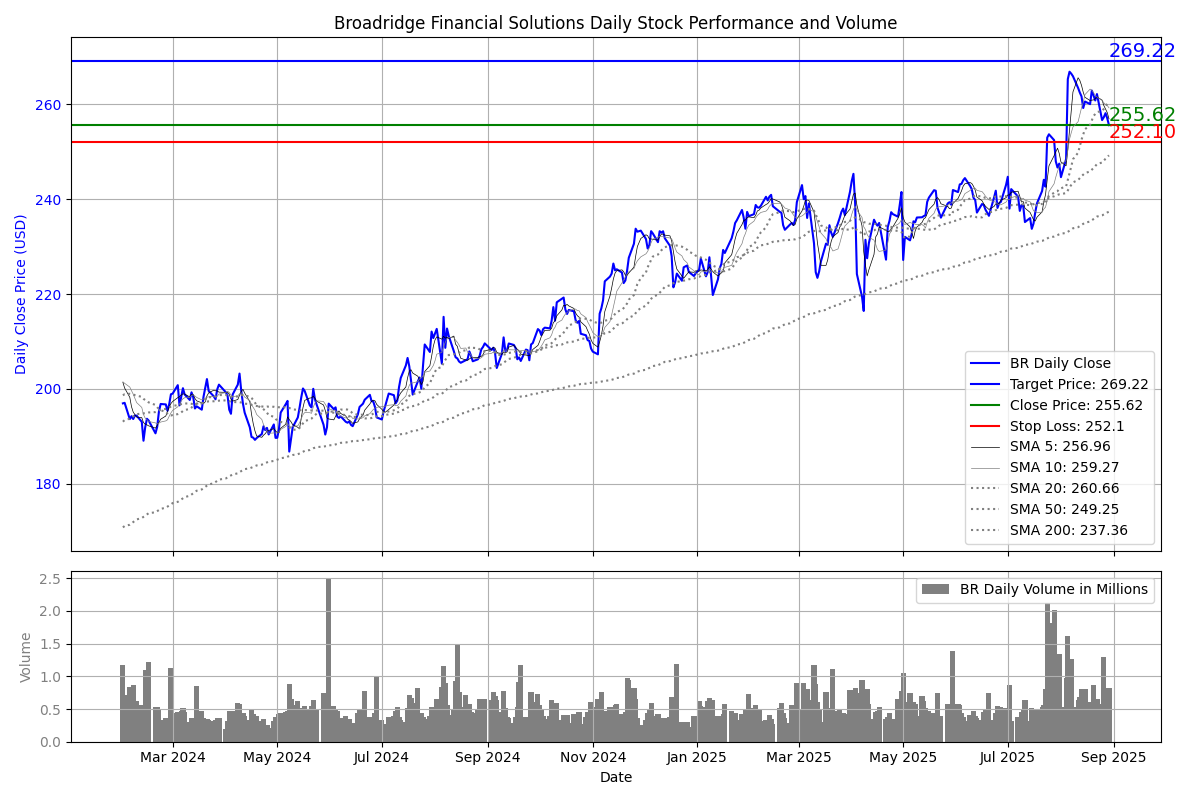 Broadridge Financial Solutions Daily Stock Performance and Volume
269.22
260
255.62
252.10
240
220
200
180
Daily Close Price (USD)
BR Daily Close
Target Price: 269.22
Close Price: 255.62
Stop Loss: 252.1
SMA 5: 256.96
SMA 10: 259.27
SMA 20: 260.66
SMA 50: 249.25
SMA 200: 237.36
2.5
2.0
1.5
1.0
0.5
0.0
Volume
BR Daily Volume in Millions
Mar 2024 May 2024 Jul 2024 Sep 2024 Nov 2024 Jan 2025 Mar 2025 May 2025 Jul 2025 Sep 2025
Date